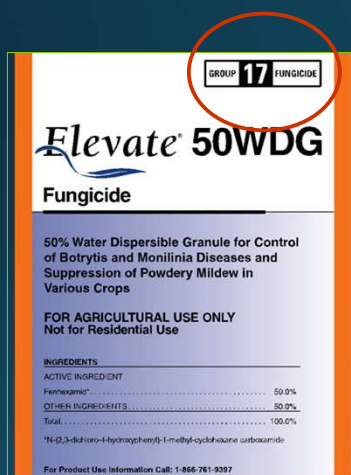 GROUP 17 FUNGICIDE
Elevate® 50WDG
Fungicide
50% Water Dispersible Granule for Control
of Botrytis and Monilinia Diseases and
Suppression of Powdery Mildew in
Various Crops
FOR AGRICULTURAL USE ONLY
Not for Residential Use
INGREDIENTS
ACTIVE INGREDIENT
Fenhexamid*. . . . . . . . . . . . . . . . . . . . . . . . . . . . 50.0%
OTHER INGREDIENTS. . . . . . . . . . . . . . . . . . . . 50.0%
Total. . . . . . . . . . . . . . . . . . . . . . . . . . . . . . . . . . 100.0%
*N-(2,3-dichloro-4-hydroxyphenyl)-1-methyl-cyclohexane carboxamide
For Product Use Information Call: 1-866-761-9397